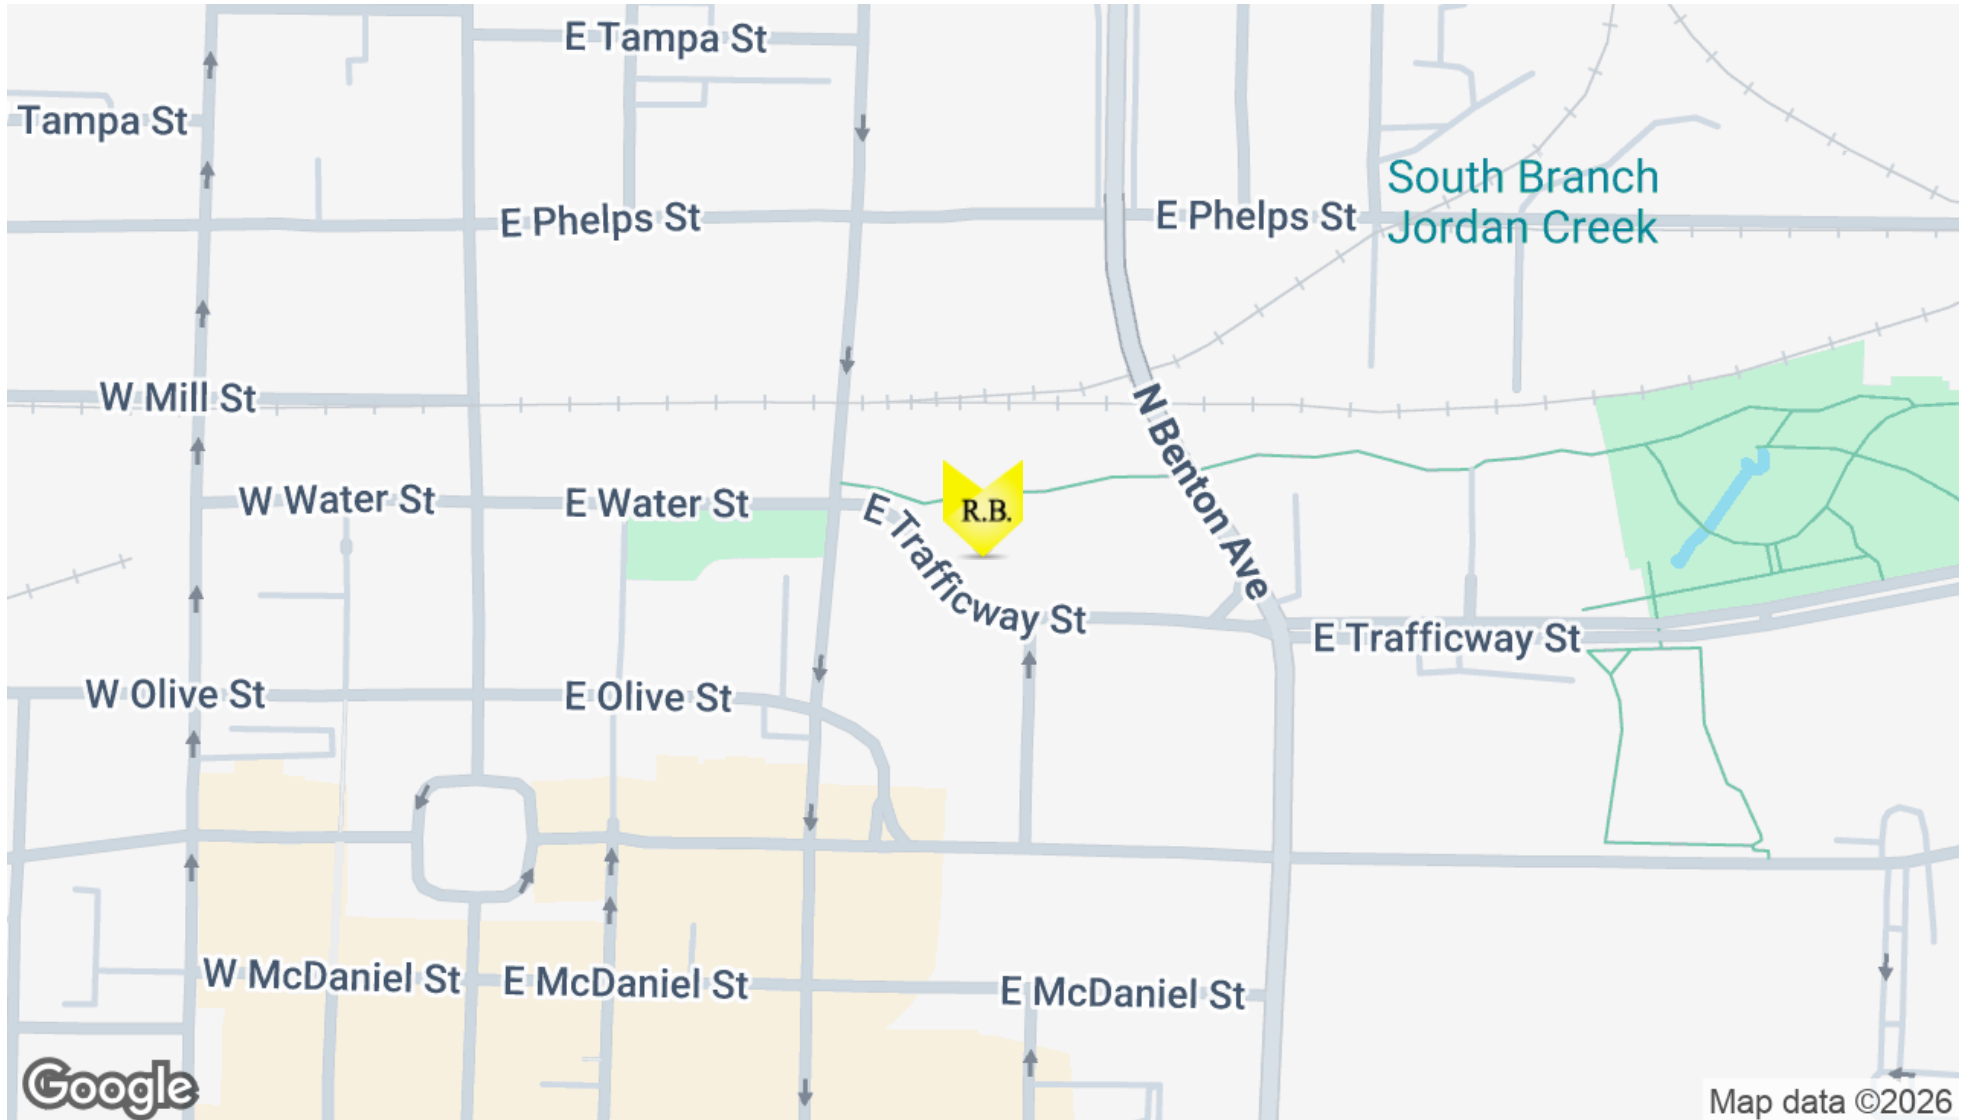 E Tampa St
Tampa St
South Branch
Jordan Creek
E Phelps St
E Phelps St
W Mill St
N Benton Ave
W Water St
E Water St
R.B.
E Trafficway St
E Trafficway St
W Olive St
E Olive St
W McDaniel St
E McDaniel St
E McDaniel St
Google
Map data ©2026